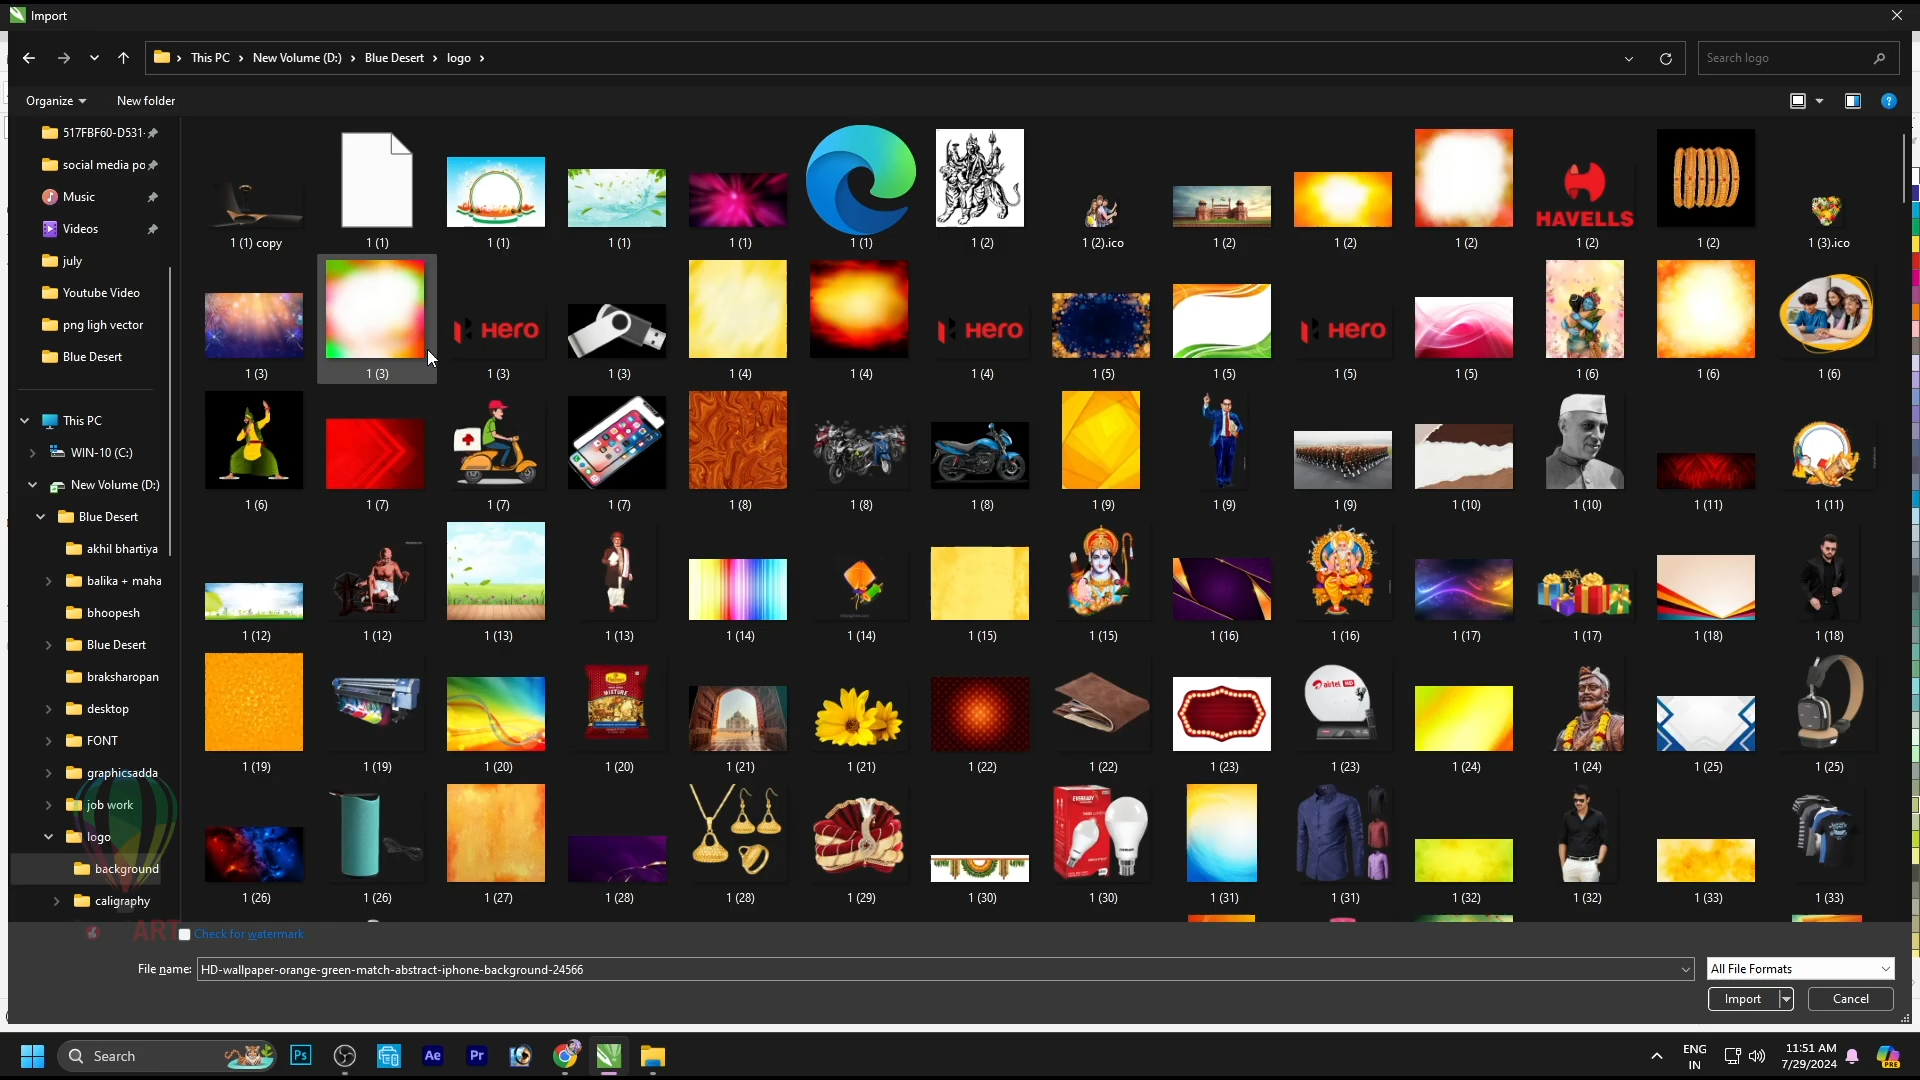 Import
This PC
New Volume (D:)
Blue Desert
logo
Search logo
Organize
New folder
517FBF60-D531-
social media po
Music
Videos
july
Youtube Video
png ligh vector
Blue Desert
This PC
WIN-10 (C:)
New Volume (D:)
Blue Desert
akhil bhartiya
balika + maha
bhoopesh
Blue Desert
braksharopan
desktop
FONT
graphicsadda
job work
logo
background
caligraphy
HAVELLS
1 (1) copy
1 (1)
1 (1)
1 (1)
1 (1)
1 (1)
1 (2)
1 (2).ico
1 (2)
1 (2)
1 (2)
1 (2)
1 (2)
1 (3).ico
Hero
Hero
Hero
1 (3)
1 (3)
1 (3)
1 (3)
1 (4)
1 (4)
1 (4)
1 (5)
1 (5)
1 (5)
1 (5)
1 (6)
1 (6)
1 (6)
1 (6)
1 (7)
1 (7)
1 (7)
1 (8)
1 (8)
1 (8)
1 (9)
1 (9)
1 (9)
1 (10)
1 (10)
1 (11)
1 (11)
1 (12)
1 (12)
1 (13)
1 (13)
1 (14)
1 (14)
1 (15)
1 (15)
1 (16)
1 (16)
1 (17)
1 (17)
1 (18)
1 (18)
MIXTURE
airtel HD
1 (19)
1 (19)
1 (20)
1 (20)
1 (21)
1 (21)
1 (22)
1 (22)
1 (23)
1 (23)
1 (24)
1 (24)
1 (25)
1 (25)
EVEREADY
1 (26)
1 (26)
1 (27)
1 (28)
1 (28)
1 (29)
1 (30)
1 (30)
1 (31)
1 (31)
1 (32)
1 (32)
1 (33)
1 (33)
ART
Check for watermark
File name:
HD-wallpaper-orange-green-match-abstract-iphone-background-24566
All File Formats
Import
Cancel
Search
Ps
Ae
Pr
ENG
IN
11:51 AM
7/29/2024
PRE